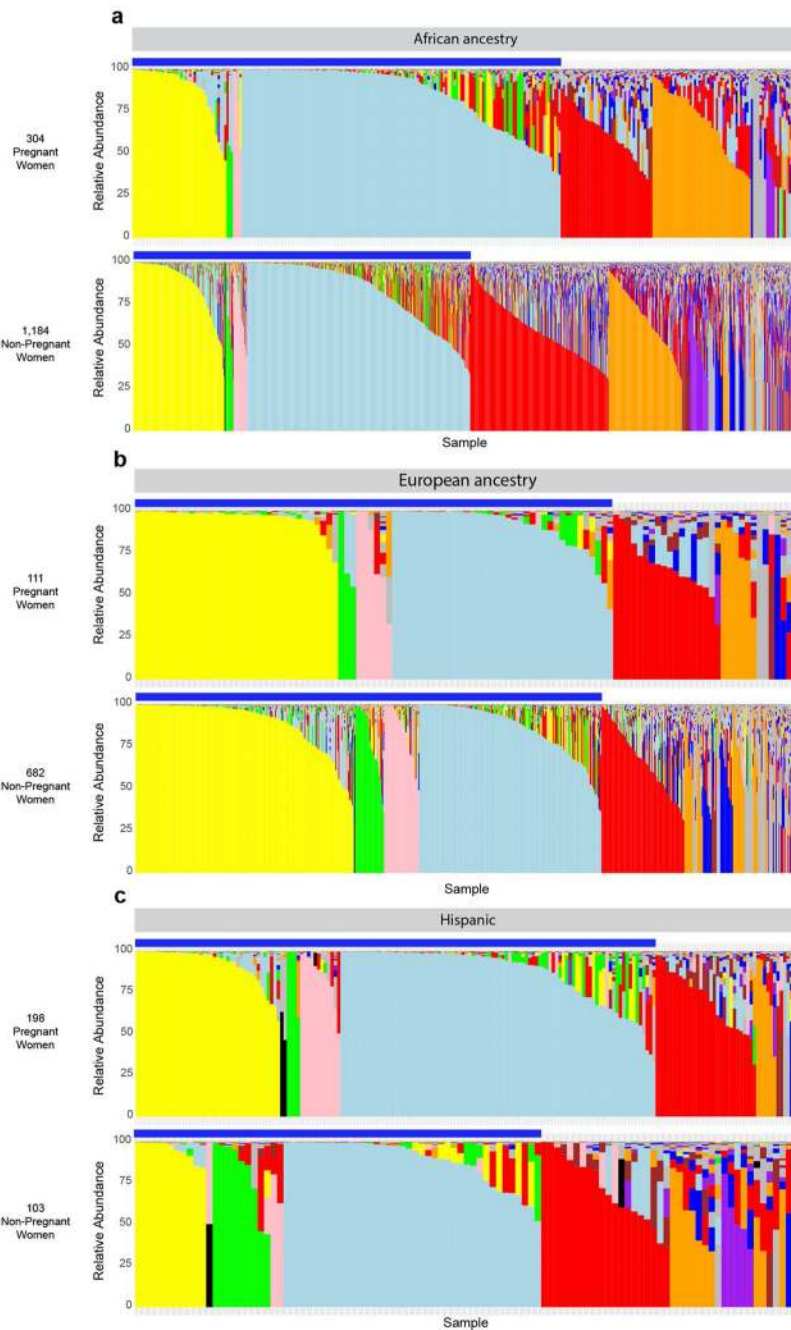 a
African ancestry
304
Pregnant
Women
Relative Abundance
100
75
50
25
0
1,184
Non-Pregnant
Women
Relative Abundance
100
75
50
25
0
Sample
b
European ancestry
111
Pregnant
Women
Relative Abundance
100
75
50
25
0
682
Non-Pregnant
Women
Relative Abundance
100
75
50
25
0
Sample
c
Hispanic
198
Pregnant
Women
Relative Abundance
100
75
50
25
0
103
Non-Pregnant
Women
Relative Abundance
100
75
50
25
0
Sample